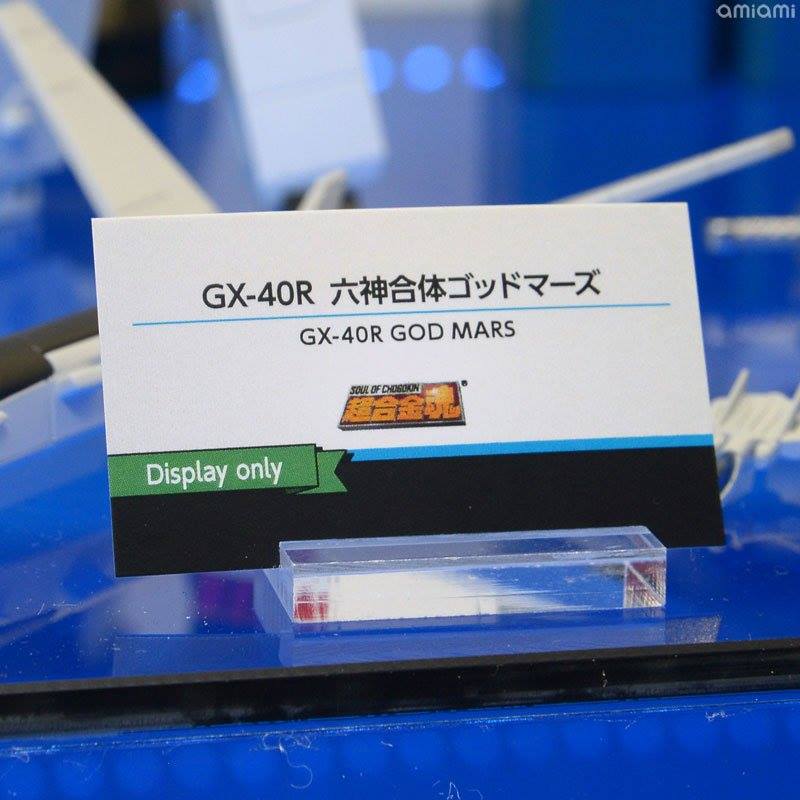 amiami
GX-40R 六神合体ゴッドマーズ
GX-40R GOD MARS
SOUL OF CHOGOKIN
超合金魂
Display only